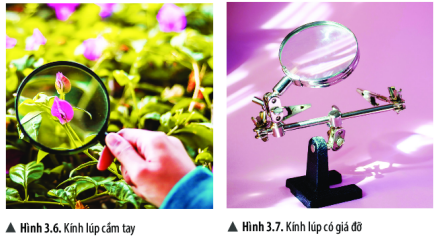 ▲ Hình 3.6. Kính lúp cầm tay
▲ Hình 3.7. Kính lúp có giá đỡ